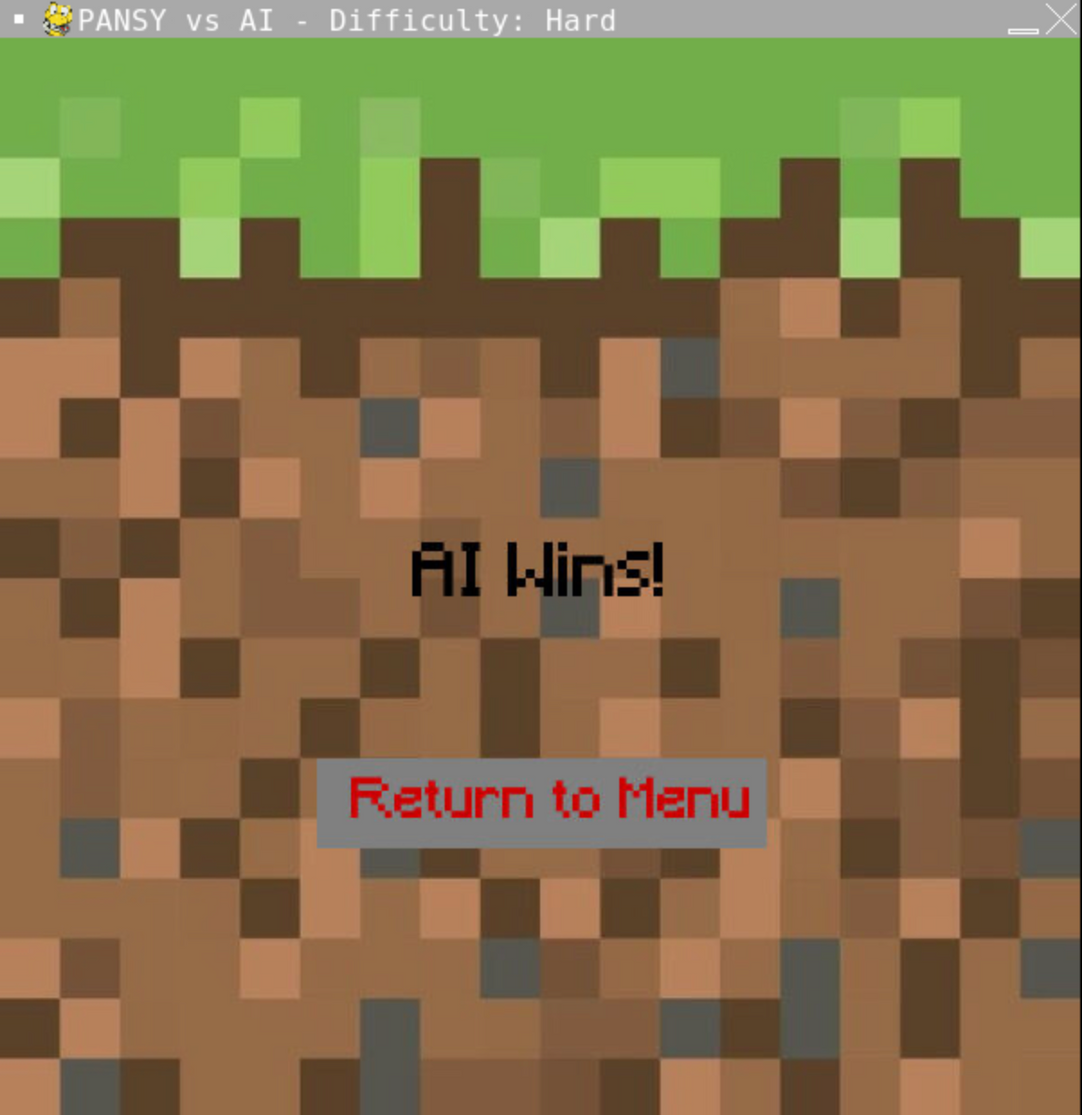 PANSY vs AI - Difficulty: Hard
AI Wins!
Return to Menu